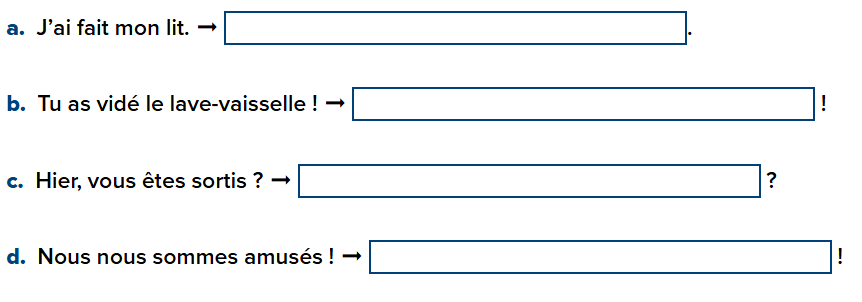 a. J'ai fait mon lit. → .
b. Tu as vidé le lave-vaisselle ! → !
c. Hier, vous êtes sortis ? → ?
d. Nous nous sommes amusés ! → !